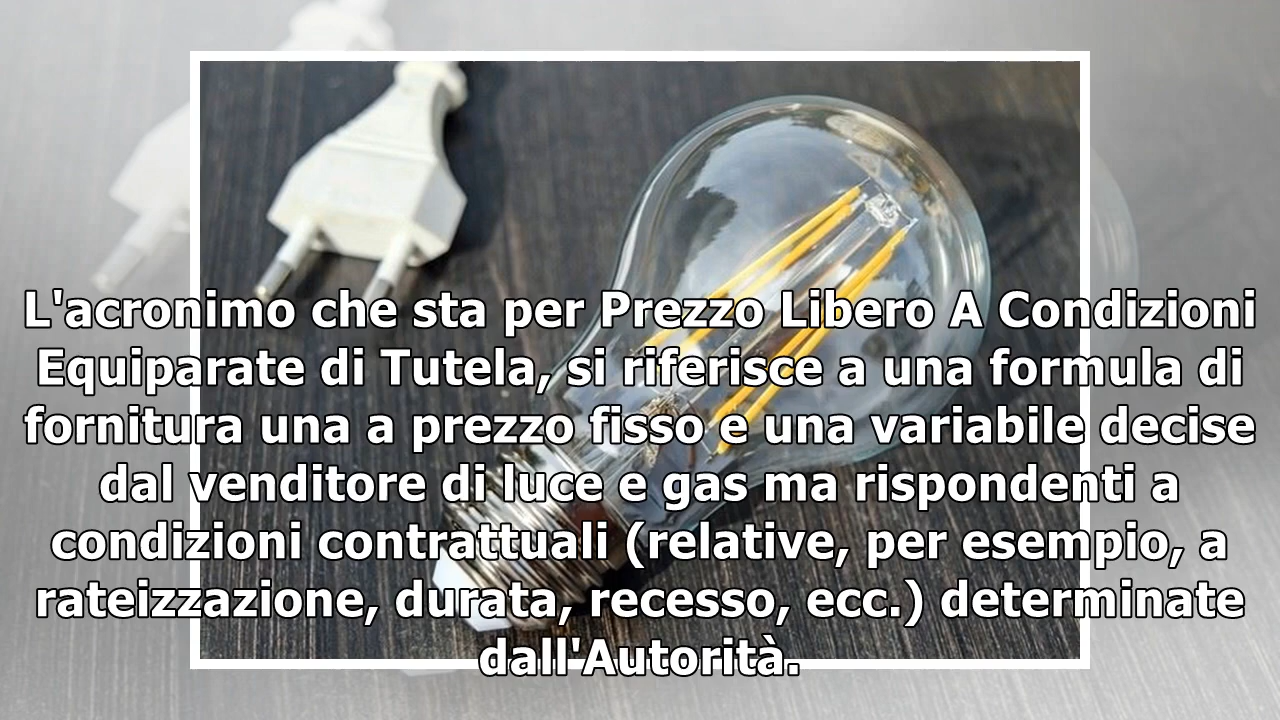 L'acronimo che sta per Prezzo Libero A Condizioni
Equiparate di Tutela, si riferisce a una formula di
fornitura una a prezzo fisso e una variabile decise
dal venditore di luce e gas ma rispondenti a
condizioni contrattuali (relative, per esempio, a
rateizzazione, durata, recesso, ecc.) determinate
dall'Autorità.